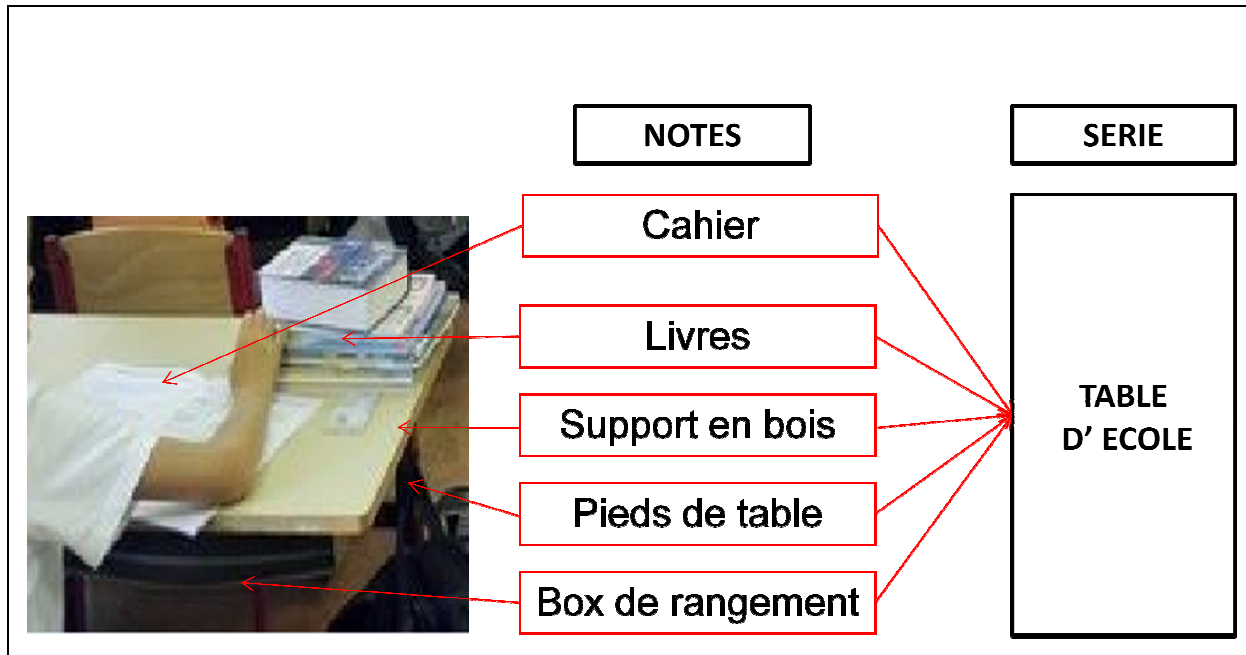 NOTES
SERIE
Cahier
Livres
Support en bois
Pieds de table
Box de rangement
TABLE
D’ ECOLE